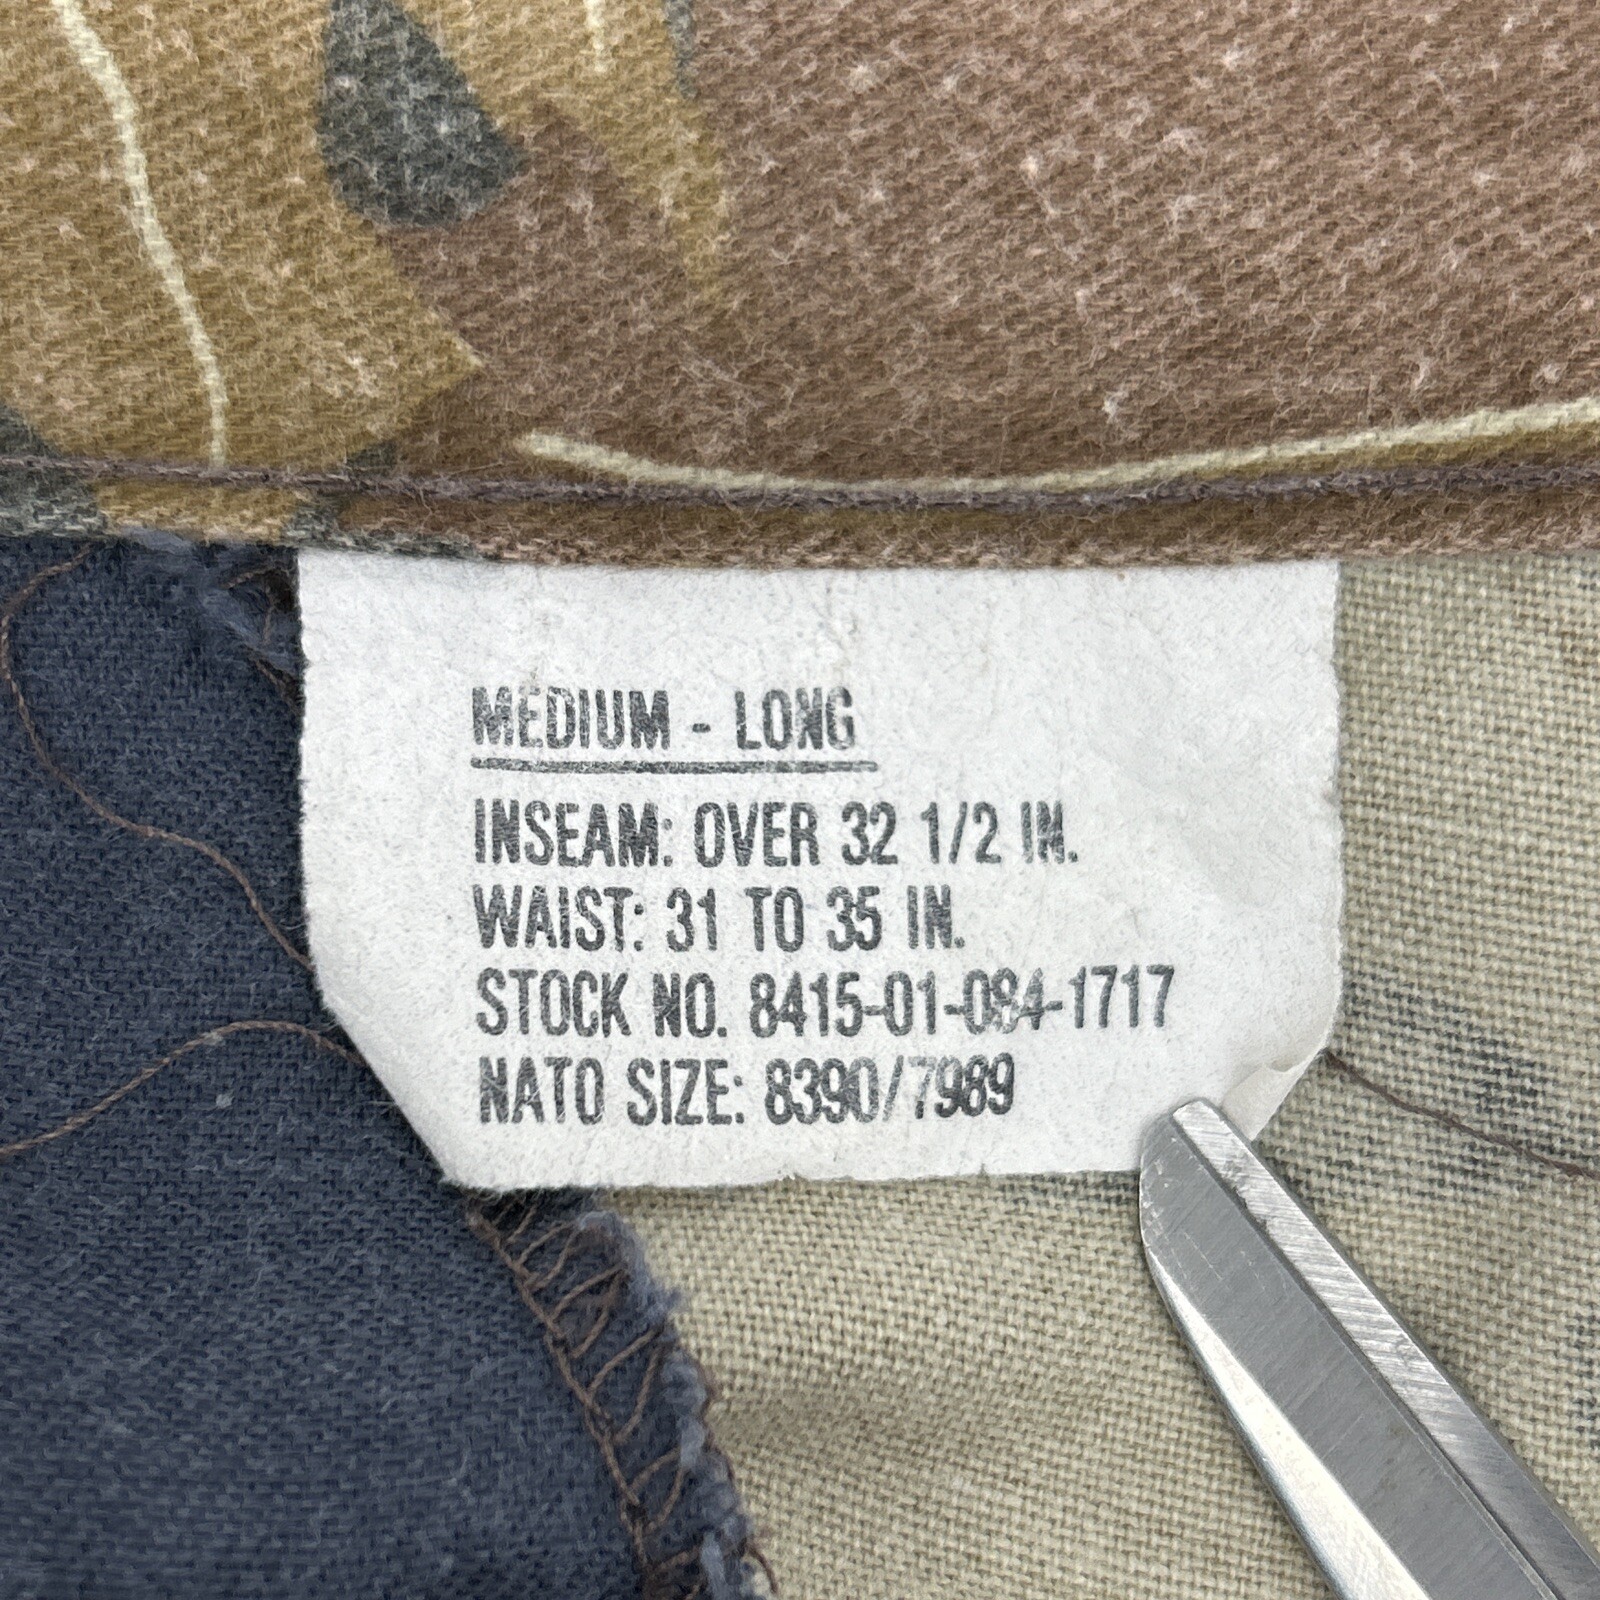 MEDIUM - LONG
INSEAM: OVER 32 1/2 IN.
WAIST: 31 TO 35 IN.
STOCK NO. 8415-01-084-1717
NATO SIZE: 8390/7989